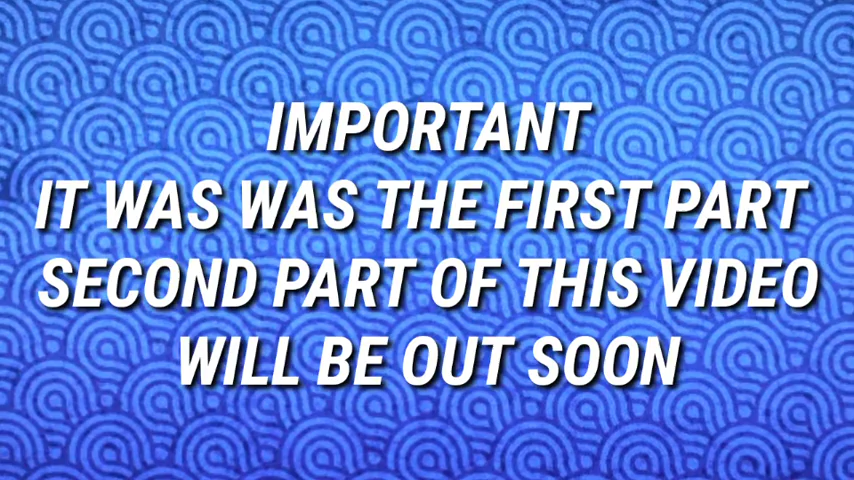 IMPORTANT
IT WAS WAS THE FIRST PART
SECOND PART OF THIS VIDEO
WILL BE OUT SOON